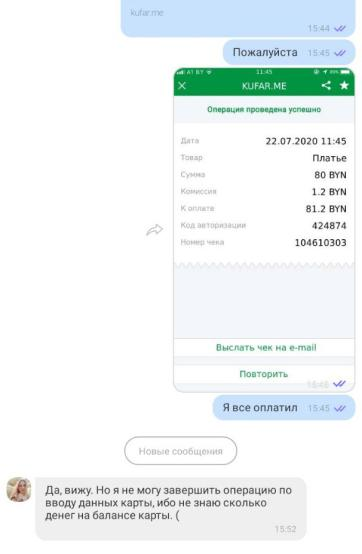 kufar.me
15:44
Пожалуйста 15:45
AT BY 11:45
KUFAR.ME
Операция проведена успешно
Дата 22.07.2020 11:45
Товар Платье
Сумма 80 BYN
Комиссия 1.2 BYN
К оплате 81.2 BYN
Код авторизации 424874
Номер чека 104610303
Выслать чек на e-mail
Повторить
Я все оплатил 15:45
Новые сообщения
Да, вижу. Но я не могу завершить операцию по
вводу данных карты, ибо не знаю сколько
денег на балансе карты. (
15:52